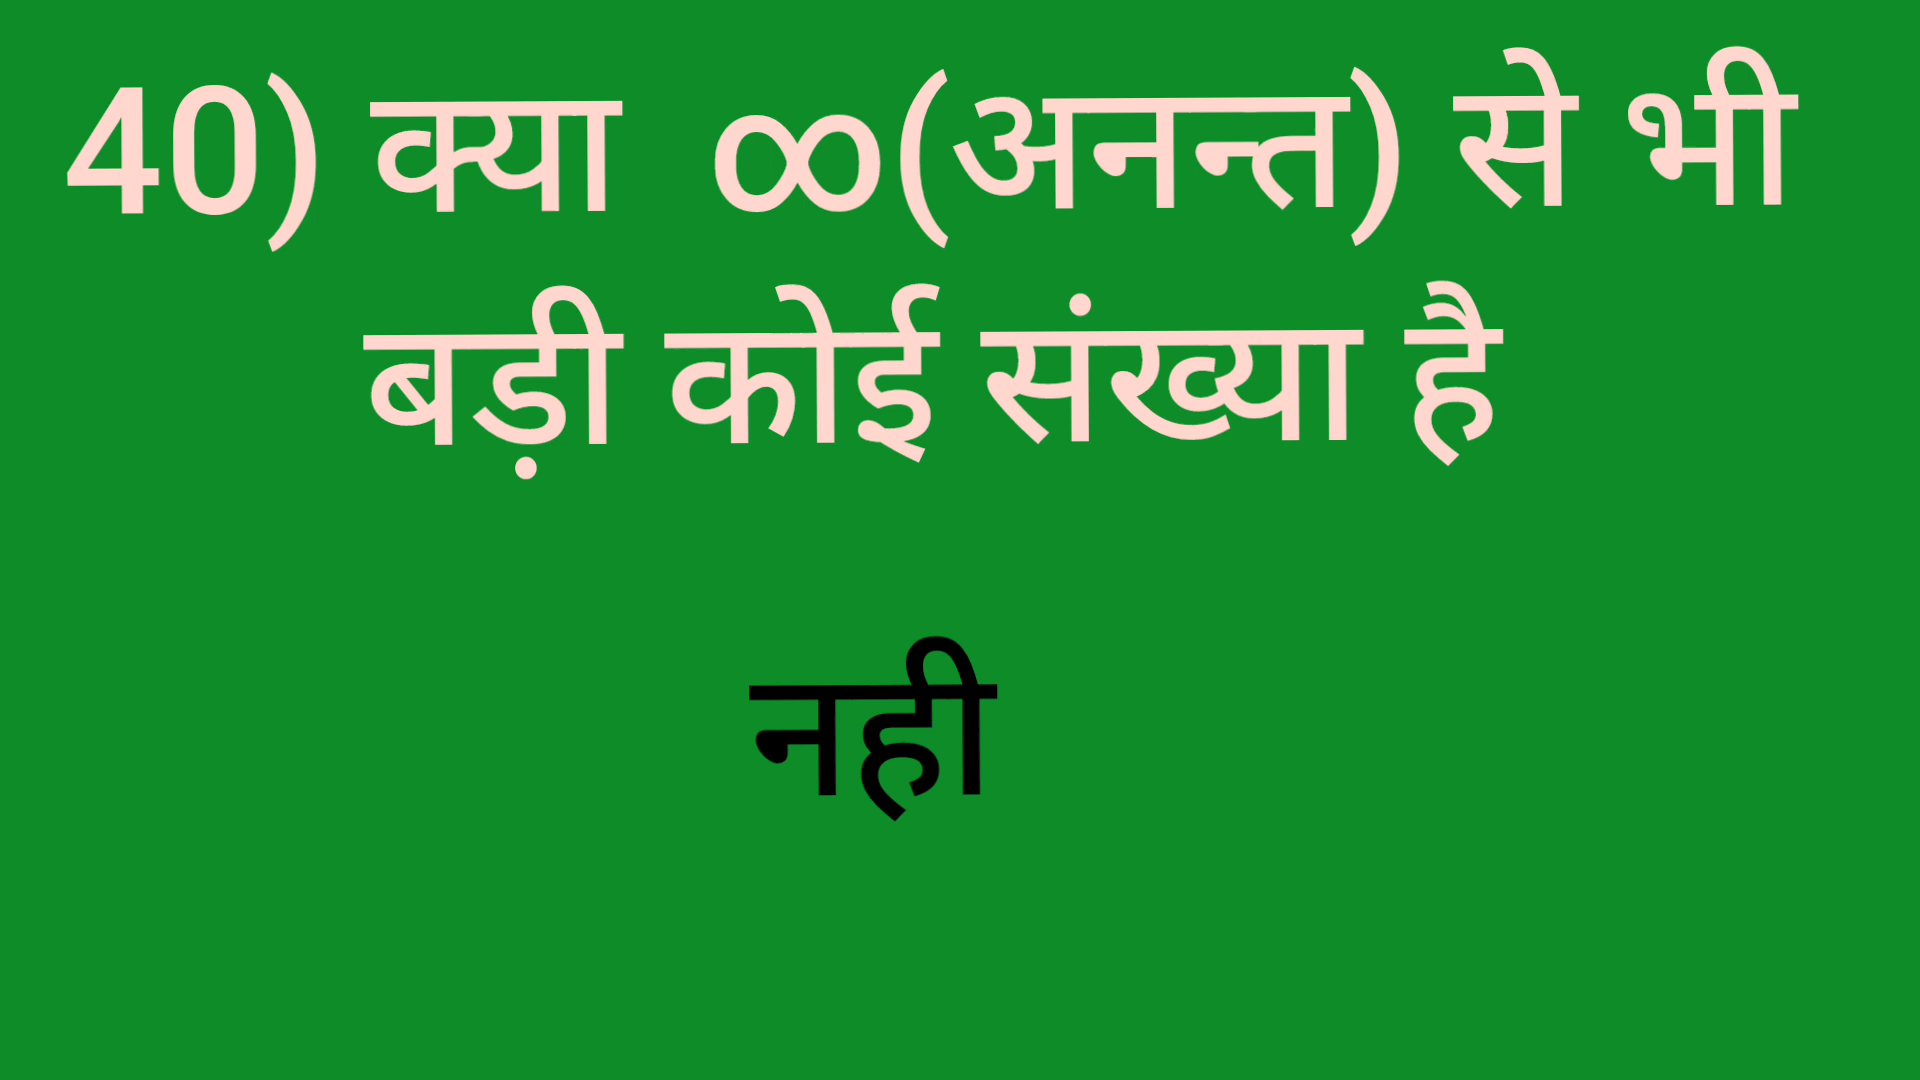 40) क्या ∞(अनन्त) से भी
बड़ी कोई संख्या है
नही